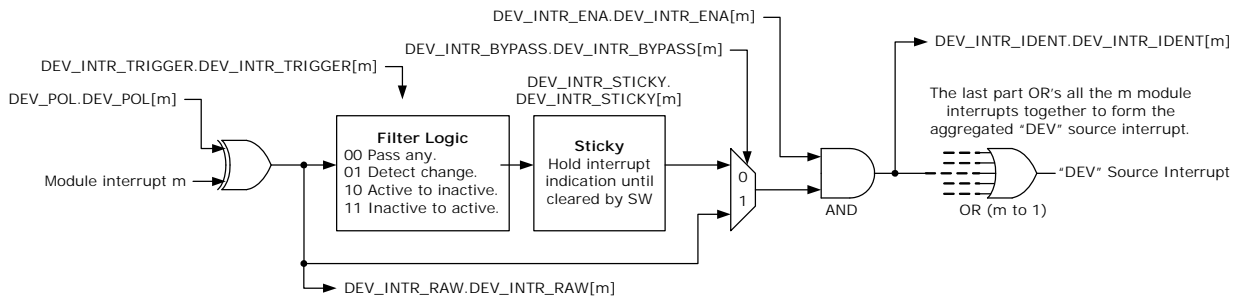 DEV_INTR_ENA.DEV_INTR_ENA[m]
DEV_INTR_BYPASS.DEV_INTR_BYPASS[m]
DEV_INTR_IDENT.DEV_INTR_IDENT[m]
DEV_INTR_TRIGGER.DEV_INTR_TRIGGER[m]
DEV_INTR_STICKY.
DEV_INTR_STICKY[m]
DEV_POL.DEV_POL[m]
The last part OR's all the m module
interrupts together to form the
aggregated “DEV” source interrupt.
Filter Logic
00 Pass any.
01 Detect change.
10 Active to inactive.
11 Inactive to active.
Sticky
Hold interrupt
indication until
cleared by SW
0
1
Module interrupt m
“DEV” Source Interrupt
AND
OR (m to 1)
DEV_INTR_RAW.DEV_INTR_RAW[m]